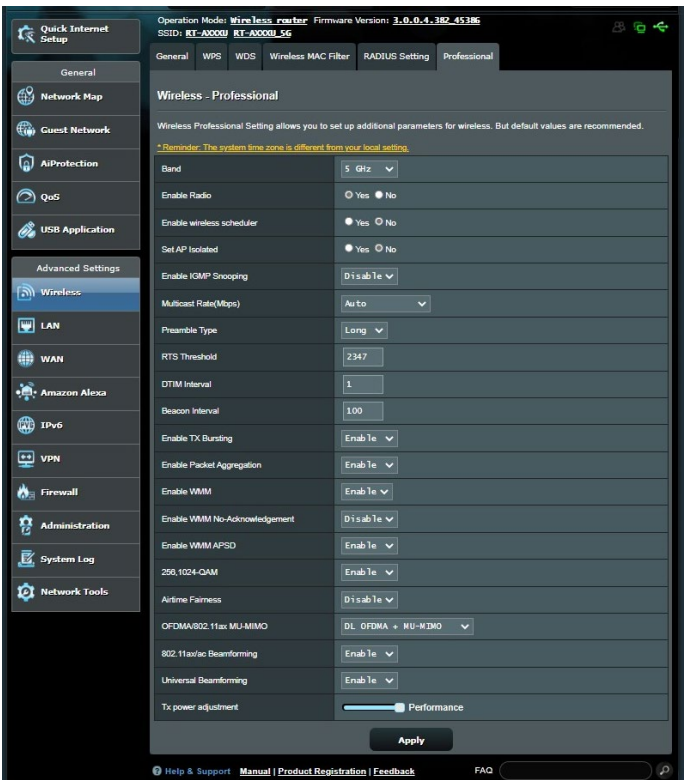 Quick Internet
Setup
General
Network Map
Guest Network
AiProtection
QoS
USB Application
Advanced Settings
Wireless
LAN
WAN
Amazon Alexa
IPv6
VPN
Firewall
Administration
System Log
Network Tools
Operation Mode: Wireless router Firmware Version: 3.0.0.4.382_45386
SSID: RT-AXXXU RT-AXXXU_5G
General WPS WDS Wireless MAC Filter RADIUS Setting Professional
Wireless - Professional
Wireless Professional Setting allows you to set up additional parameters for wireless. But default values are recommended.
* Reminder: The system time zone is different from your local setting.
Band 5 GHz
Enable Radio Yes No
Enable wireless scheduler Yes No
Set AP Isolated Yes No
Enable IGMP Snooping Disable
Multicast Rate(Mbps) Auto
Preamble Type Long
RTS Threshold 2347
DTIM Interval 1
Beacon Interval 100
Enable TX Bursting Enable
Enable Packet Aggregation Enable
Enable WMM Enable
Enable WMM No-Acknowledgement Disable
Enable WMM APSD Enable
256,1024-QAM Enable
Airtime Fairness Disable
OFDMA/802.11ax MU-MIMO DL OFDMA + MU-MIMO
802.11ax/ac Beamforming Enable
Universal Beamforming Enable
Tx power adjustment Performance
Apply
Help & Support Manual | Product Registration | Feedback FAQ